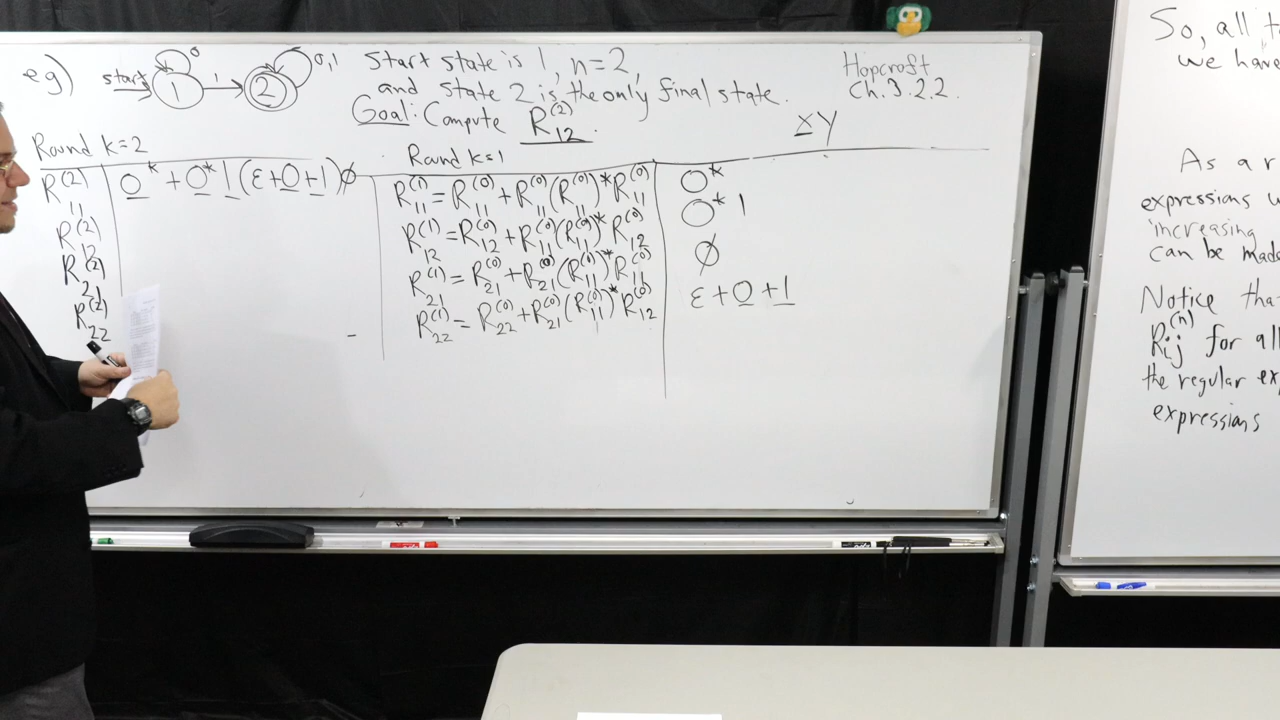 eg) start 0 1 2 0,1 1 start state is 1, n=2,
and state 2 is the only final state.
Goal: Compute R₁₂⁽²⁾.
Hopcroft
Ch.3.2.2.
XY
Round k=2
R₁₁⁽²⁾ 0* + 0*1(ε+0+1)∅
R₁₂⁽²⁾
R₂₁⁽²⁾
R₂₂⁽²⁾
Round k=1
R₁₁⁽¹⁾=R₁₁⁽⁰⁾+R₁₁⁽⁰⁾(R₁₁⁽⁰⁾)*R₁₁⁽⁰⁾ 0*
R₁₂⁽¹⁾=R₁₂⁽⁰⁾+R₁₁⁽⁰⁾(R₁₁⁽⁰⁾)*R₁₂⁽⁰⁾ 0*1
R₂₁⁽¹⁾=R₂₁⁽⁰⁾+R₂₁⁽⁰⁾(R₁₁⁽⁰⁾)*R₁₁⁽⁰⁾ ∅
R₂₂⁽¹⁾=R₂₂⁽⁰⁾+R₂₁⁽⁰⁾(R₁₁⁽⁰⁾)*R₁₂⁽⁰⁾ ε+0+1
So, all
we have
As a
expressions
increasing
can be made
Notice
Rij⁽ⁿ⁾ for all
the regular
expressions